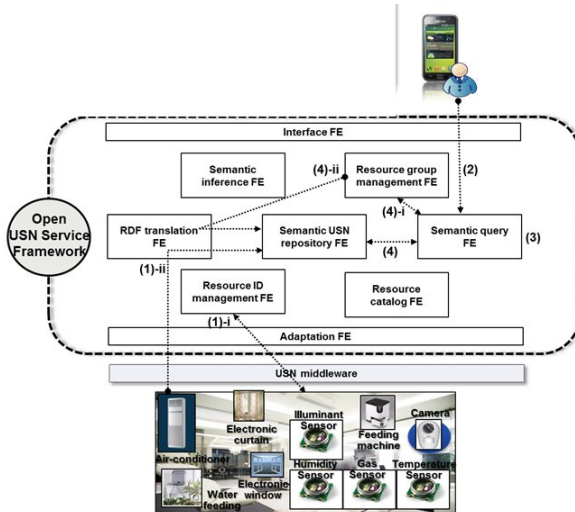 Interface FE
Semantic
inference FE
(4)-ii
Resource group
management FE
(2)
(4)-i
Open
USN Service
Framework
RDF translation
FE
Semantic USN
repository FE
(4)
Semantic query
FE
(3)
(1)-ii
Resource ID
management FE
Resource
catalog FE
(1)-i
Adaptation FE
USN middleware
Electronic
curtain
Illuminant
Sensor
Feeding
machine
Camera
Air-conditioner
Water
feeding
Electronic
window
Humidity
Sensor
Gas
Sensor
Temperature
Sensor